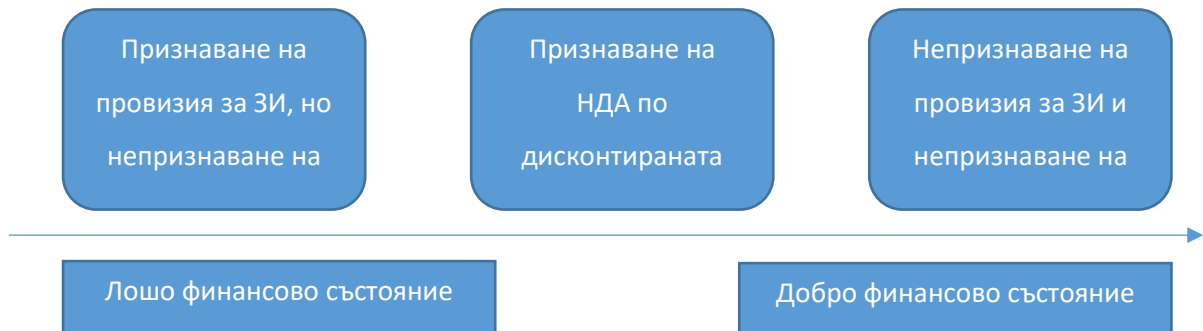 Признаване на
провизия за ЗИ, но
непризнаване на
Признаване на
НДА по
дисконтираната
Непризнаване на
провизия за ЗИ и
непризнаване на
Лошо финансово състояние
Добро финансово състояние